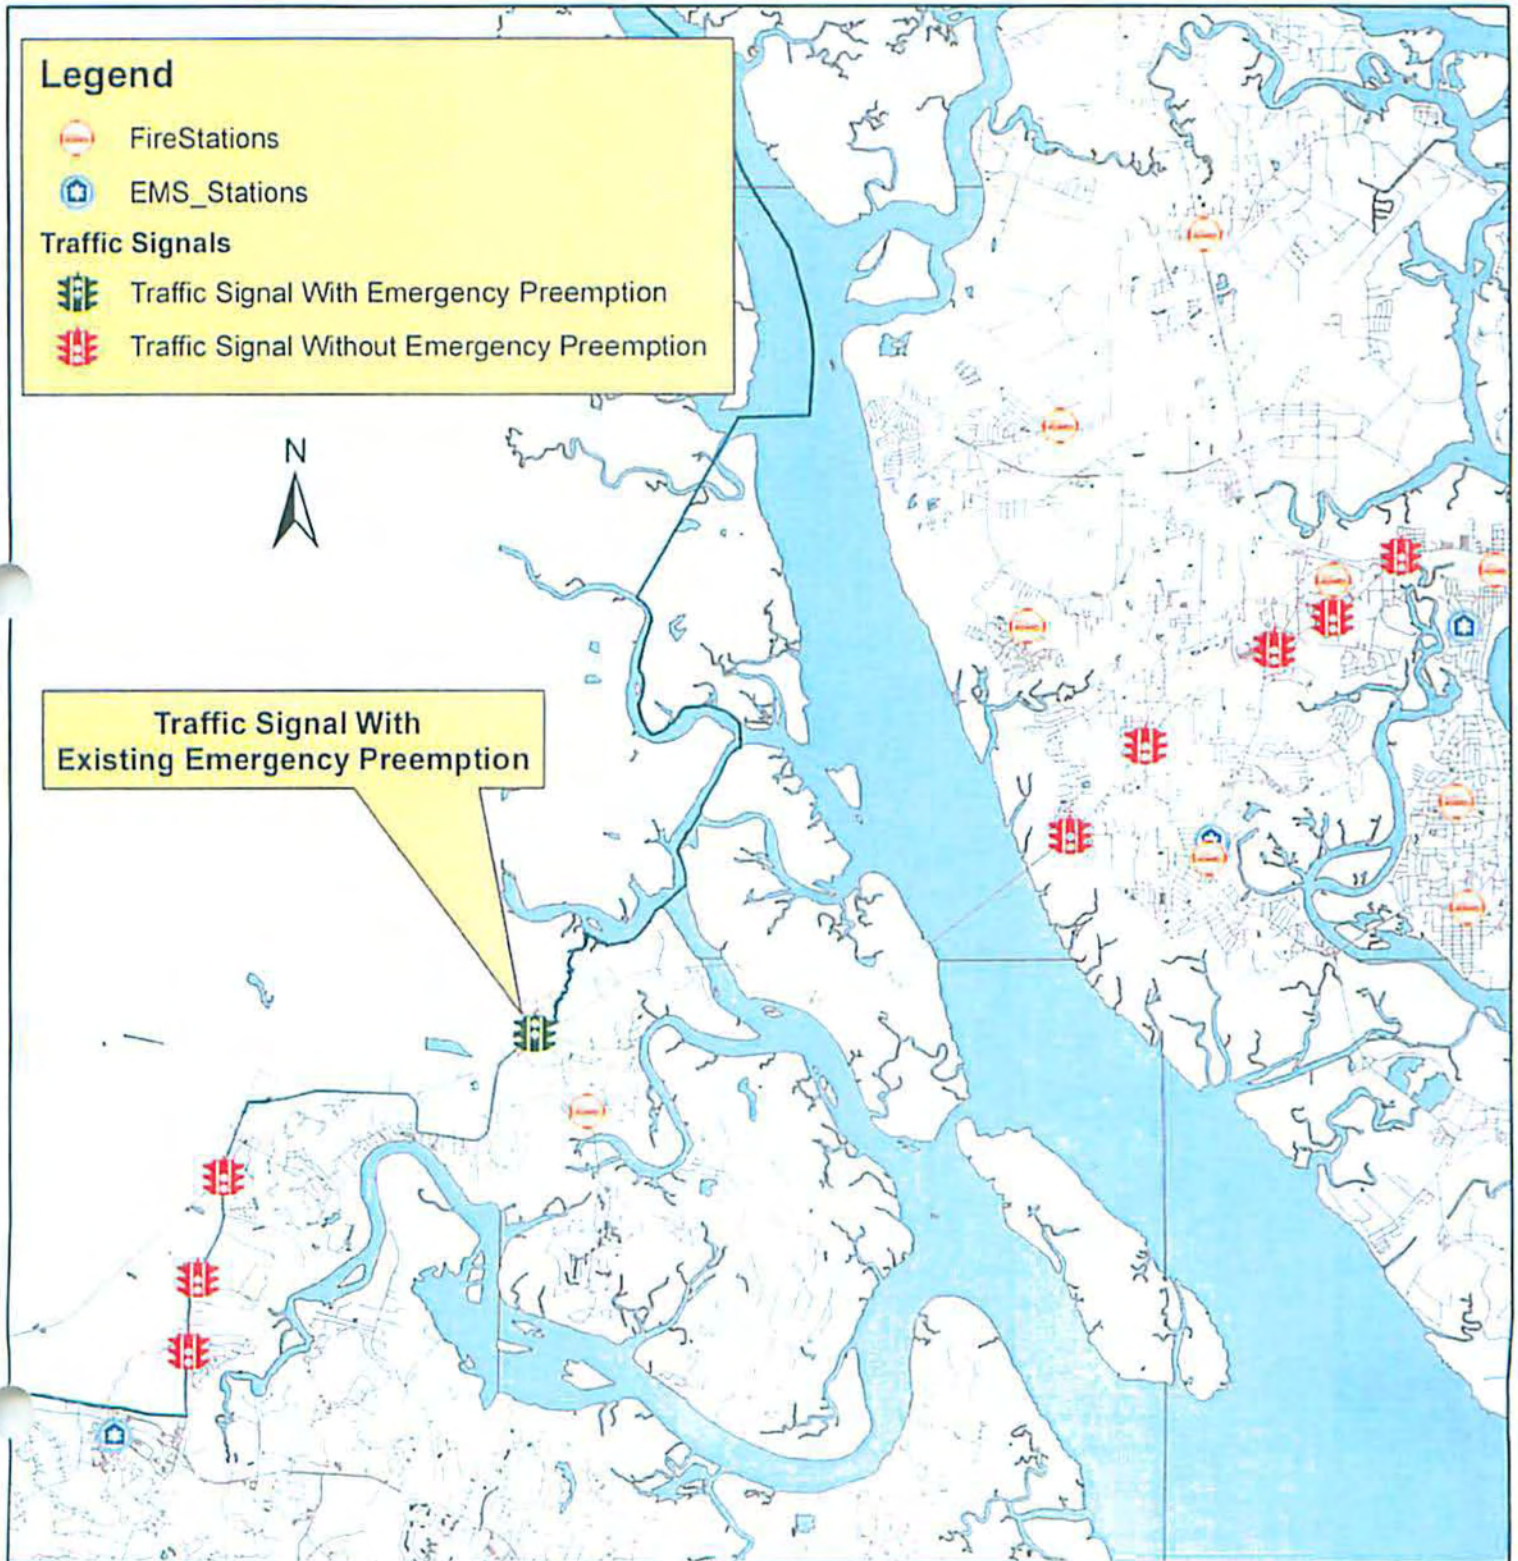 Legend
FireStations
EMS_Stations
Traffic Signals
Traffic Signal With Emergency Preemption
Traffic Signal Without Emergency Preemption
N
Traffic Signal With
Existing Emergency Preemption